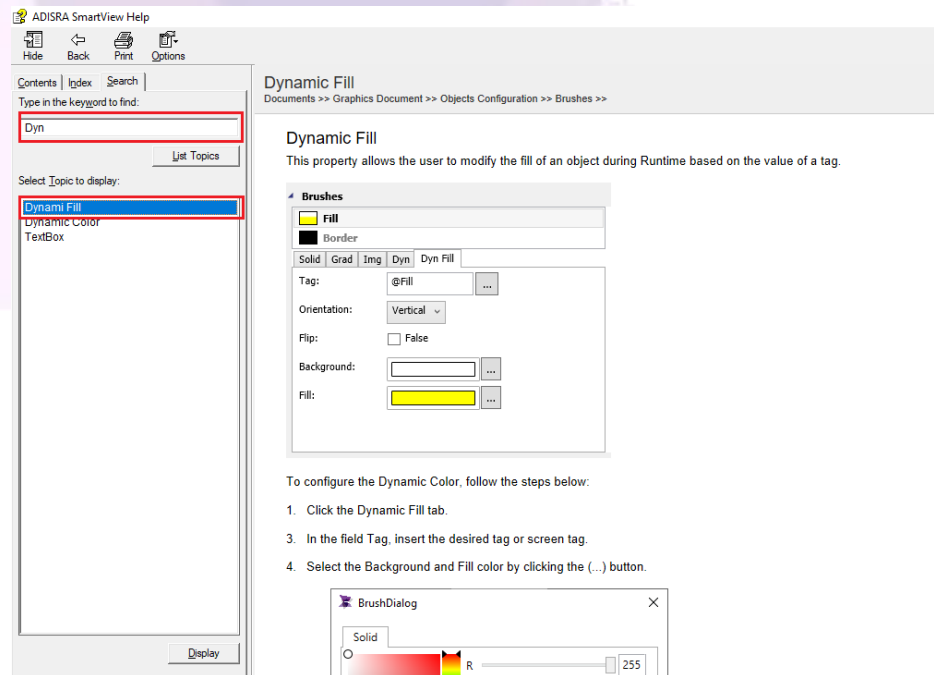 ADISRA SmartView Help
Hide Back Print Options
Contents Index Search
Type in the keyword to find:
Dyn
List Topics
Select Topic to display:
Dynami Fill
Dynamic Color
TextBox
Display
Dynamic Fill
Documents >> Graphics Document >> Objects Configuration >> Brushes >>
Dynamic Fill
This property allows the user to modify the fill of an object during Runtime based on the value of a tag.
Brushes
Fill
Border
Solid Grad Img Dyn Dyn Fill
Tag: @Fill ...
Orientation: Vertical
Flip: False
Background: ...
Fill: ...
To configure the Dynamic Color, follow the steps below:
1. Click the Dynamic Fill tab.
3. In the field Tag, insert the desired tag or screen tag.
4. Select the Background and Fill color by clicking the (...) button.
BrushDialog
Solid
R 255